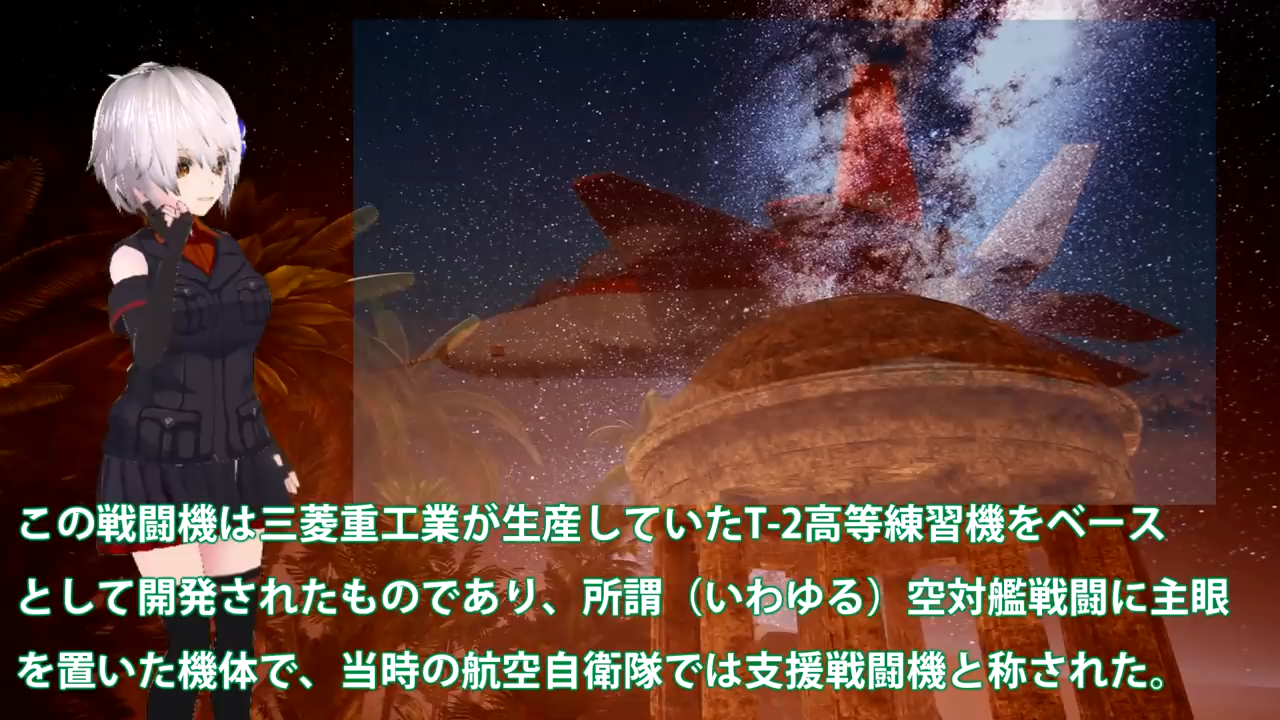 この戦闘機は三菱重工業が生産していたT-2高等練習機をベース
として開発されたものであり、所謂（いわゆる）空対艦戦闘に主眼
を置いた機体で、当時の航空自衛隊では支援戦闘機と称された。